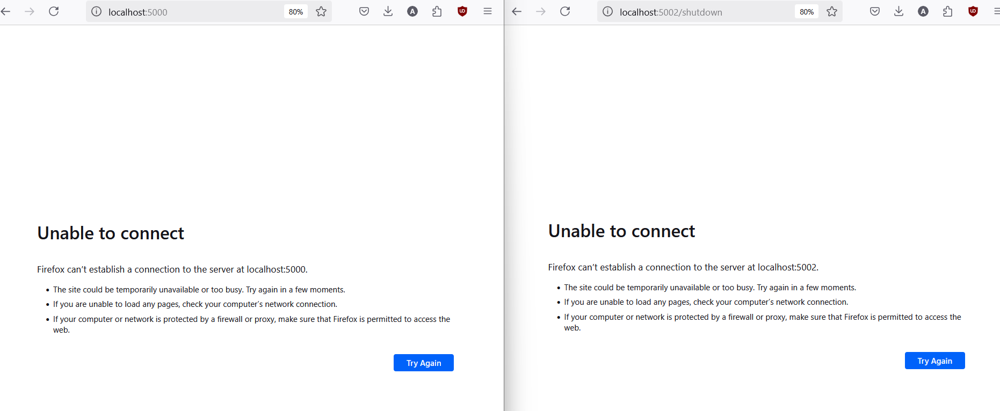 localhost:5000
80%
A
UO
Unable to connect
Firefox can’t establish a connection to the server at localhost:5000.
• The site could be temporarily unavailable or too busy. Try again in a few moments.
• If you are unable to load any pages, check your computer’s network connection.
• If your computer or network is protected by a firewall or proxy, make sure that Firefox is permitted to access the
web.
Try Again
localhost:5002/shutdown
80%
A
UO
Unable to connect
Firefox can’t establish a connection to the server at localhost:5002.
• The site could be temporarily unavailable or too busy. Try again in a few moments.
• If you are unable to load any pages, check your computer’s network connection.
• If your computer or network is protected by a firewall or proxy, make sure that Firefox is permitted to access the
web.
Try Again